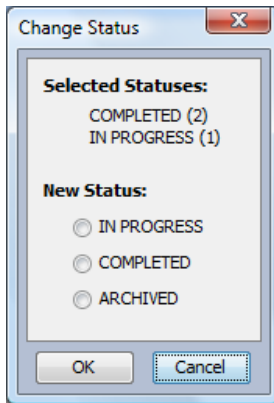 Change Status
Selected Statuses:
COMPLETED (2)
IN PROGRESS (1)
New Status:
IN PROGRESS
COMPLETED
ARCHIVED
OK Cancel